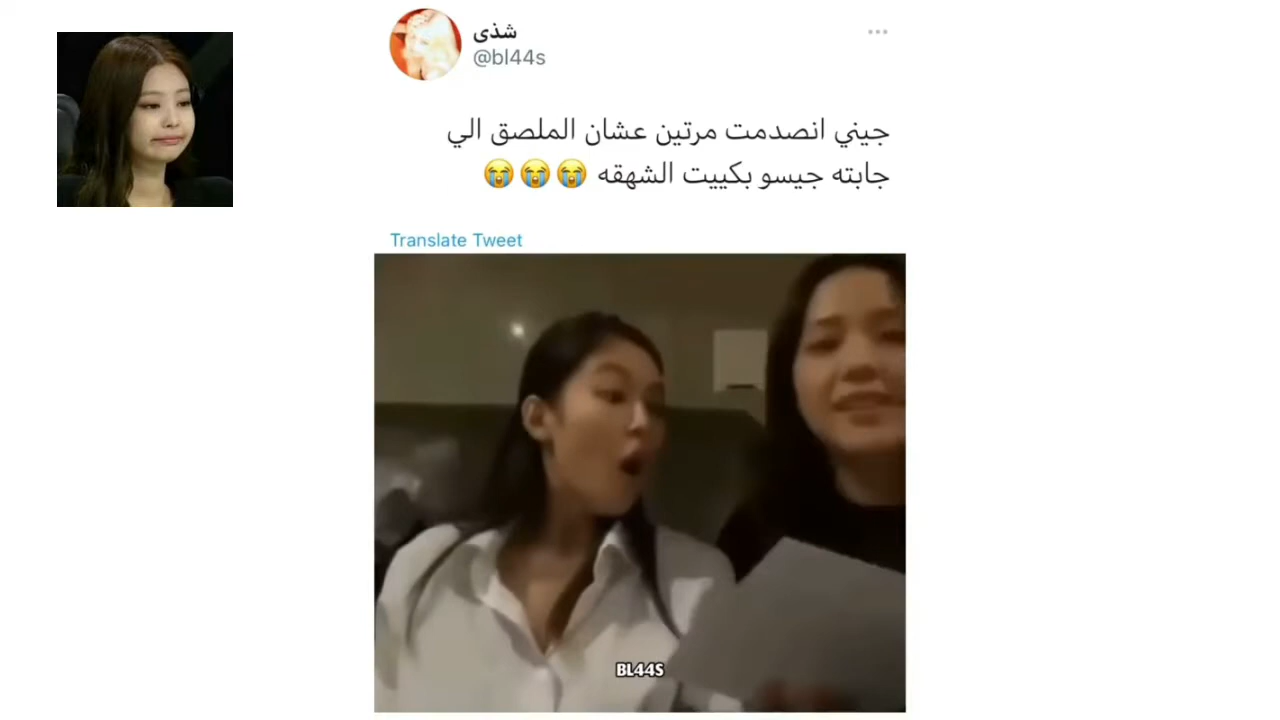 شذى
@bl44s
جيني انصدمت مرتين عشان الملصق الي
جابته جيسو بكييت الشهقه 😭😭😭
Translate Tweet
BL44S